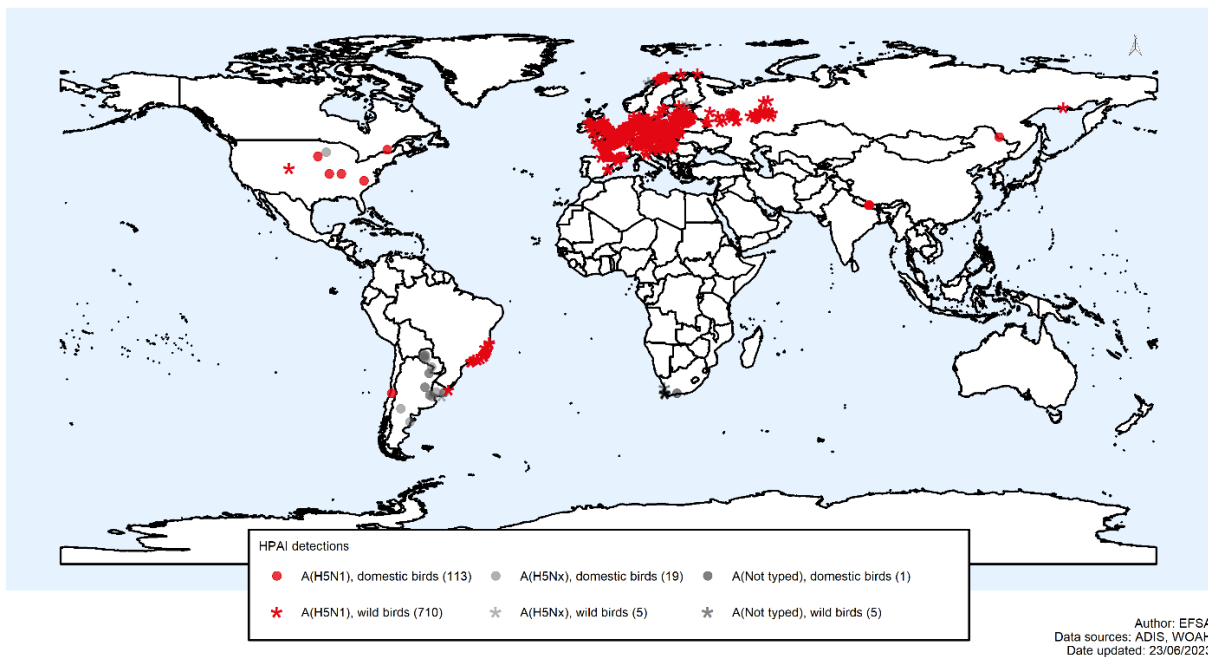 HPAI detections
A(H5N1), domestic birds (113)
A(H5Nx), domestic birds (19)
A(Not typed), domestic birds (1)
A(H5N1), wild birds (710)
A(H5Nx), wild birds (5)
A(Not typed), wild birds (5)
Author: EFSA
Data sources: ADIS, WOAH
Date updated: 23/06/2023